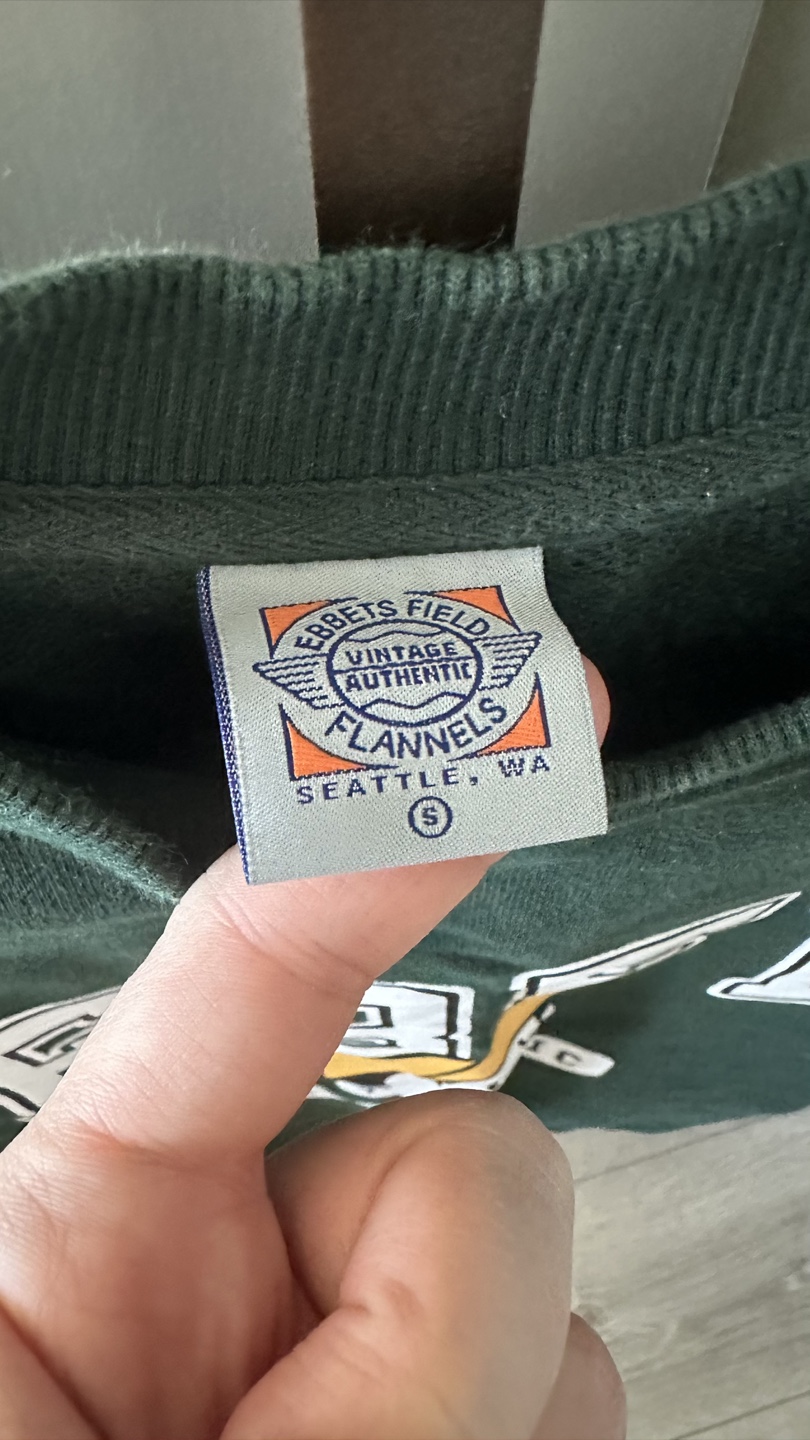 EBBETS FIELD
VINTAGE
AUTHENTIC
FLANNELS
SEATTLE, WA
S